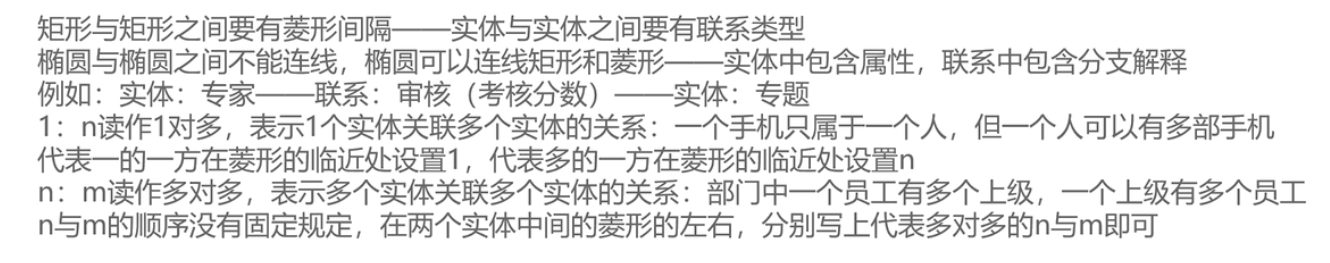 矩形与矩形之间要有菱形间隔——实体与实体之间要有联系类型
椭圆与椭圆之间不能连线，椭圆可以连线矩形和菱形——实体中包含属性，联系中包含分支解释
例如：实体：专家——联系：审核（考核分数）——实体：专题
1：n读作1对多，表示1个实体关联多个实体的关系：一个手机只属于一个人，但一个人可以有多部手机
代表一的一方在菱形的临近处设置1，代表多的一方在菱形的临近处设置n
n：m读作多对多，表示多个实体关联多个实体的关系：部门中一个员工有多个上级，一个上级有多个员工
n与m的顺序没有固定规定，在两个实体中间的菱形的左右，分别写上代表多对多的n与m即可